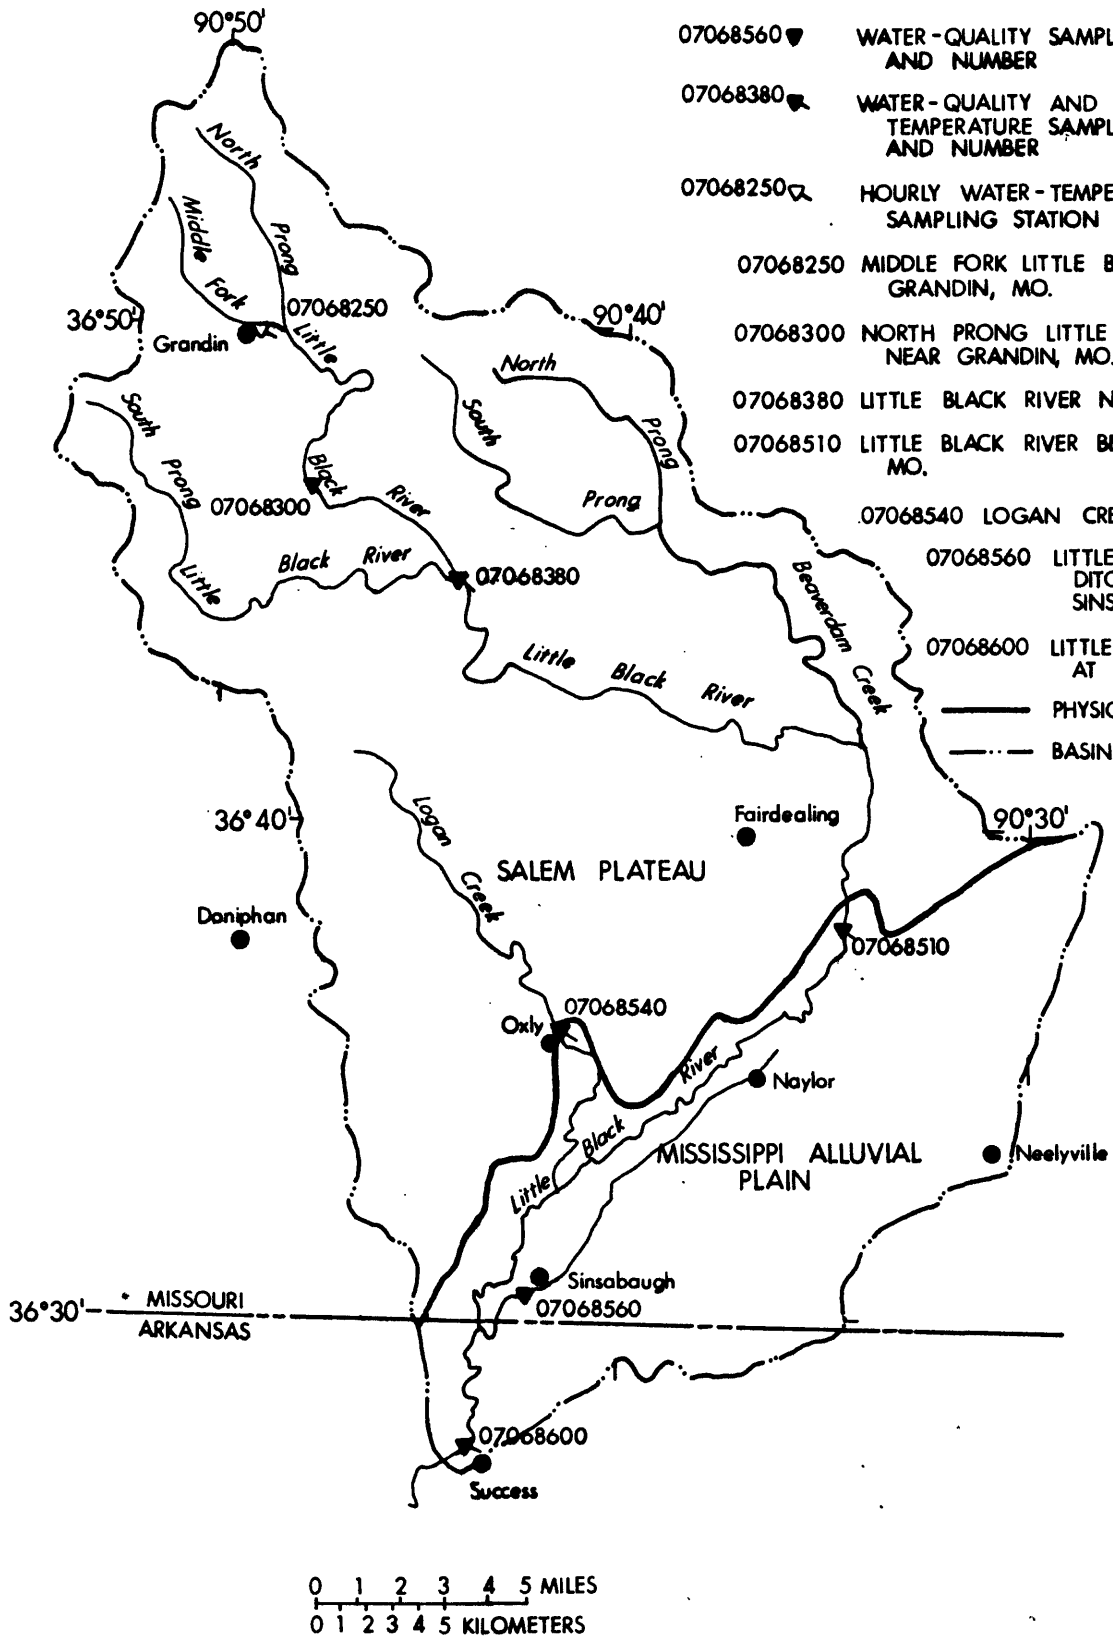 90°50'
07068560 WATER-QUALITY SAMPL
AND NUMBER
07068380 WATER-QUALITY AND
TEMPERATURE SAMPL
AND NUMBER
07068250 HOURLY WATER-TEMPE
SAMPLING STATION
07068250 MIDDLE FORK LITTLE B
GRANDIN, MO.
07068300 NORTH PRONG LITTLE
NEAR GRANDIN, MO.
07068380 LITTLE BLACK RIVER N
07068510 LITTLE BLACK RIVER BE
MO.
07068540 LOGAN CRE
07068560 LITTLE
DITC
SINS
07068600 LITTLE
AT
PHYSIC
BASIN
North
Prong
Middle
Fork
07068250
36°50'
Grandin
Little
90°40'
North
Prong
South
Prong
South
Prong
Black
River
07068300
Little
Black River
07068380
Beaverdam
Creek
Little Black River
Logan
Creek
36°40'
Fairdealing
90°30'
SALEM PLATEAU
Doniphan
07068510
07068540
Oxly
River
Naylor
Black
Little
MISSISSIPPI ALLUVIAL
PLAIN
Neelyville
Sinsabaugh
07068560
36°30'
MISSOURI
ARKANSAS
07068600
Success
0 1 2 3 4 5 MILES
0 1 2 3 4 5 KILOMETERS